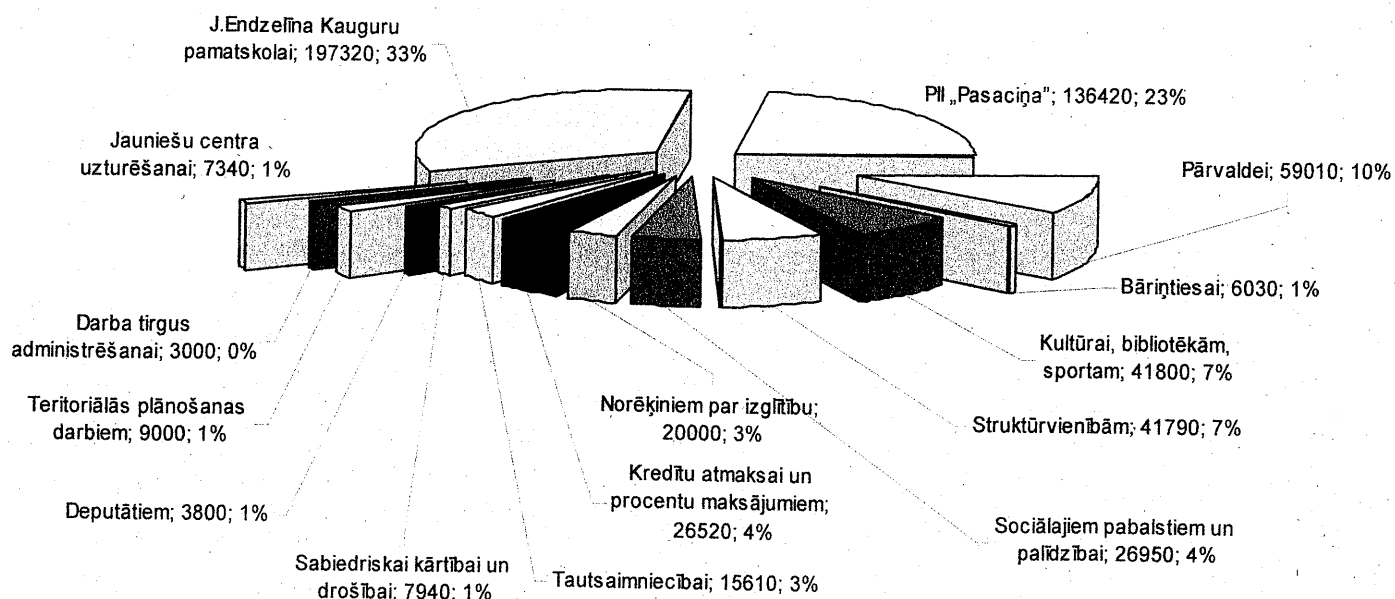 J.Endzelīna Kauguru
pamatskolai; 197320; 33%
PII „Pasaciņa”; 136420; 23%
Jauniešu centra
uzturēšanai; 7340; 1%
Pārvaldei; 59010; 10%
Bāriņtiesai; 6030; 1%
Darba tirgus
administrēšanai; 3000; 0%
Kultūrai, bibliotēkām,
sportam; 41800; 7%
Teritoriālās plānošanas
darbiem; 9000; 1%
Norēķiniem par izglītību;
20000; 3%
Struktūrvienībām; 41790; 7%
Kredītu atmaksai un
procentu maksājumiem;
26520; 4%
Deputātiem; 3800; 1%
Sociālajiem pabalstiem un
palīdzībai; 26950; 4%
Sabiedriskai kārtībai un
drošībai; 7940; 1%
Tautsaimniecībai; 15610; 3%